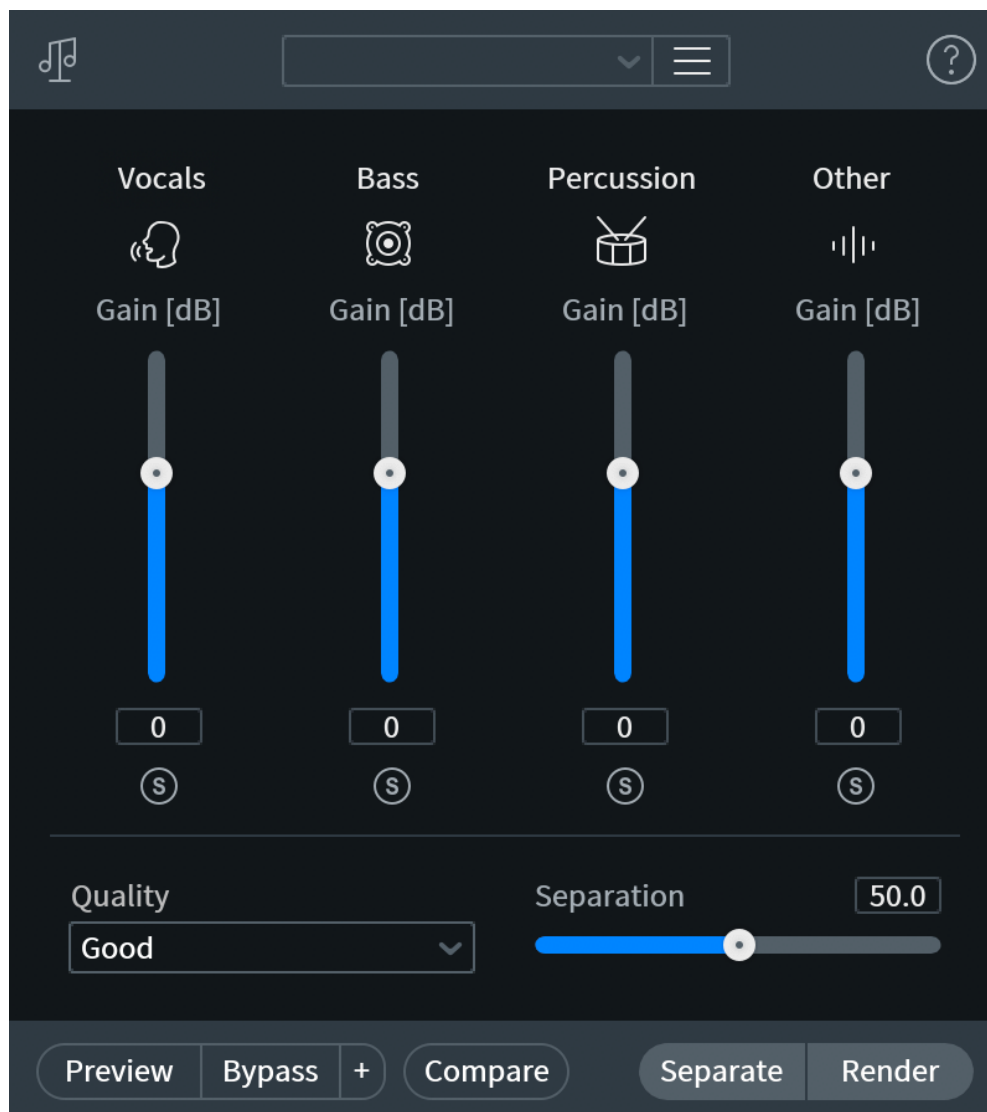 ?
Vocals Bass Percussion Other
Gain [dB] Gain [dB] Gain [dB] Gain [dB]
0 0 0 0
S S S S
Quality Separation 50.0
Good
Preview Bypass + Compare Separate Render